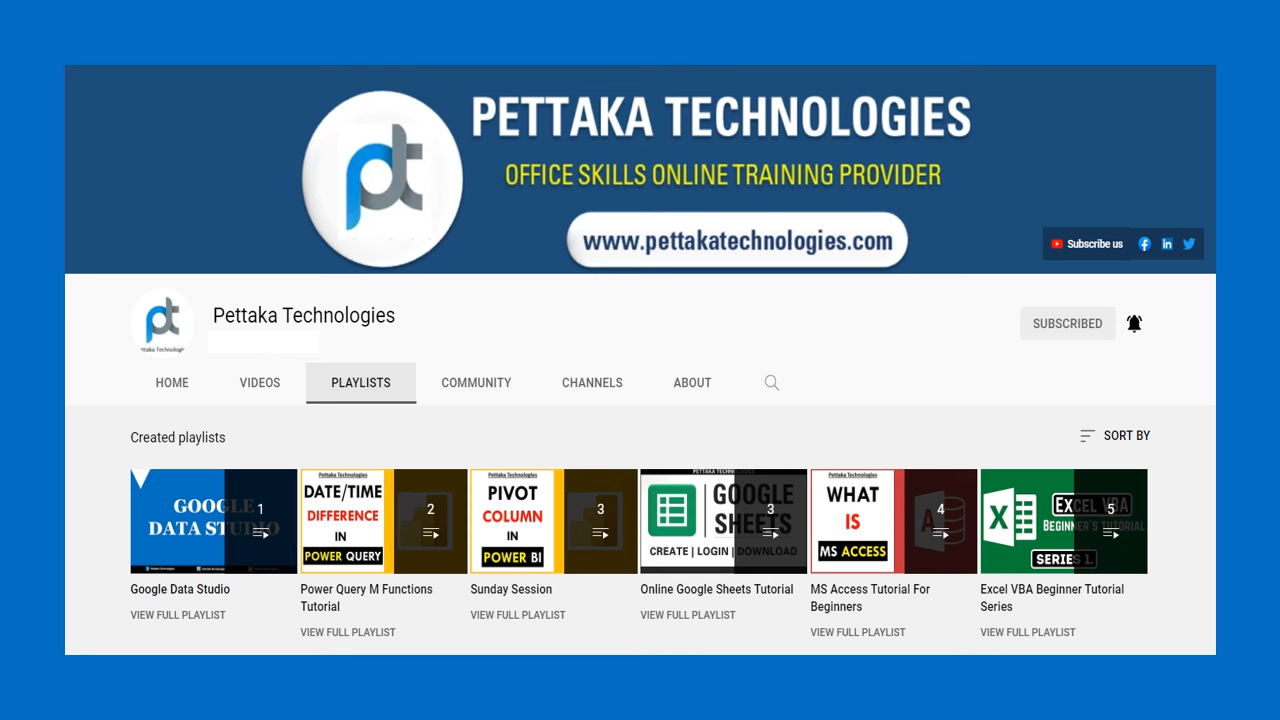 PETTAKA TECHNOLOGIES
OFFICE SKILLS ONLINE TRAINING PROVIDER
www.pettakatechnologies.com
Subscribe us
pt
Pettaka Technologies
SUBSCRIBED
HOME VIDEOS PLAYLISTS COMMUNITY CHANNELS ABOUT
Created playlists
SORT BY
GOOGLE
DATA STUDIO
1
Google Data Studio
VIEW FULL PLAYLIST
Pettaka Technologies
DATE/TIME
DIFFERENCE
IN
POWER QUERY
2
Power Query M Functions
Tutorial
VIEW FULL PLAYLIST
Pettaka Technologies
PIVOT
COLUMN
IN
POWER BI
3
Sunday Session
VIEW FULL PLAYLIST
PETTAKA TECHNOLOGIES
GOOGLE
SHEETS
CREATE | LOGIN | DOWNLOAD
3
Online Google Sheets Tutorial
VIEW FULL PLAYLIST
Pettaka Technologies
WHAT
IS
MS ACCESS
4
MS Access Tutorial For
Beginners
VIEW FULL PLAYLIST
EXCEL VBA
BEGINNER'S TUTORIAL
SERIES 1.
5
Excel VBA Beginner Tutorial
Series
VIEW FULL PLAYLIST